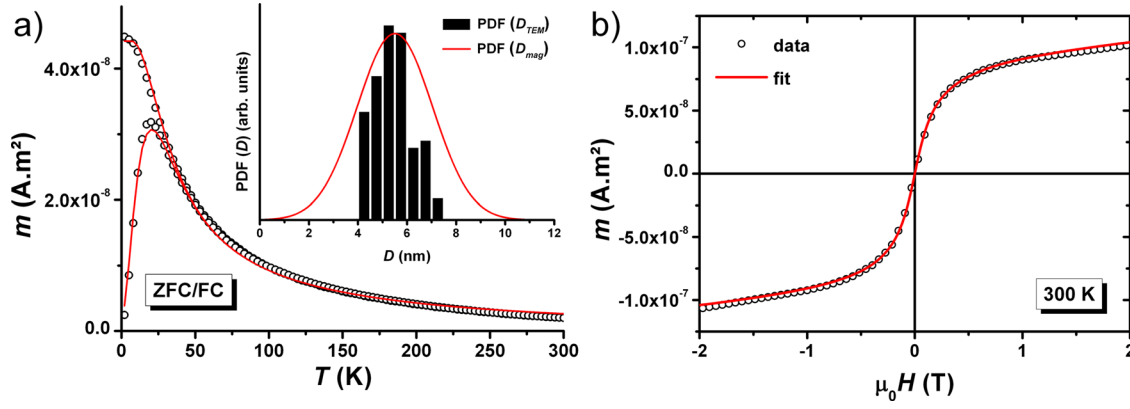 a)
m (A.m²)
4.0x10⁻⁸
2.0x10⁻⁸
0.0
0 50 100 150 200 250 300
T (K)
ZFC/FC
PDF (D) (arb. units)
PDF (D_TEM)
PDF (D_mag)
0 2 4 6 8 10 12
D (nm)
b)
m (A.m²)
1.0x10⁻⁷
5.0x10⁻⁸
0.0
-5.0x10⁻⁸
-1.0x10⁻⁷
data
fit
300 K
-2 -1 0 1 2
μ₀H (T)